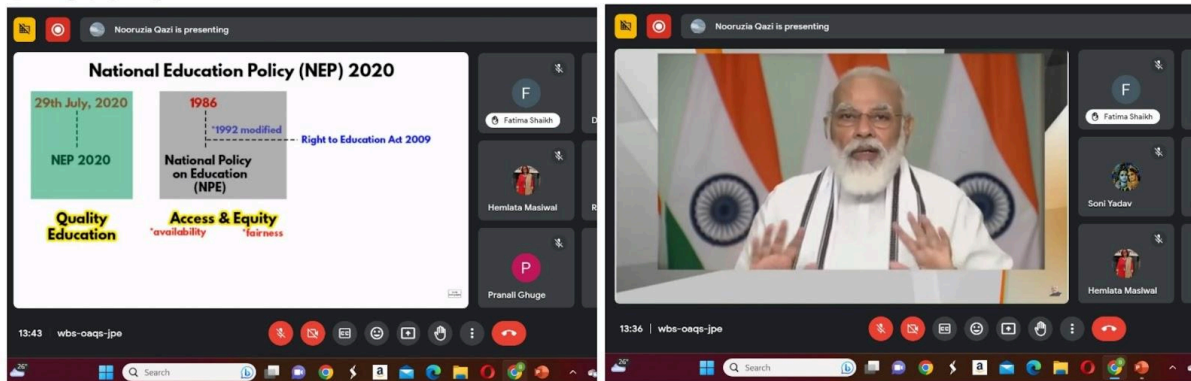 Nooruzia Qazi is presenting
National Education Policy (NEP) 2020
29th July, 2020
NEP 2020
1986
*1992 modified
Right to Education Act 2009
National Policy
on Education
(NPE)
Quality
Education
Access & Equity
*availability *fairness
F
Fatima Shaikh
D
Hemlata Masiwal
R
P
Pranali Ghuge
13:43 wbs-oaqs-jpe
CC
26°
Search
a
Nooruzia Qazi is presenting
F
Fatima Shaikh
Soni Yadav
Hemlata Masiwal
13:36 | wbs-oaqs-jpe
CC
26°
Search
a